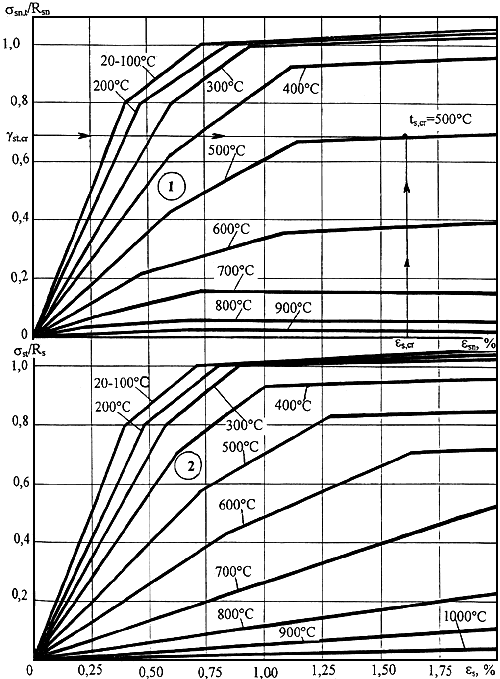 σsn,t/Rsn
1,0
20-100°C
200°C
300°C
400°C
0,8
γst,cr
ts,cr=500°C
0,6
500°C
1
0,4
600°C
0,2
700°C
800°C
900°C
0
εs,cr
εsn, %
σst/Rs
1,0
20-100°C
200°C
300°C
400°C
0,8
500°C
2
0,6
600°C
0,4
700°C
0,2
800°C
900°C
1000°C
0 0,25 0,50 0,75 1,00 1,25 1,50 1,75 εs, %